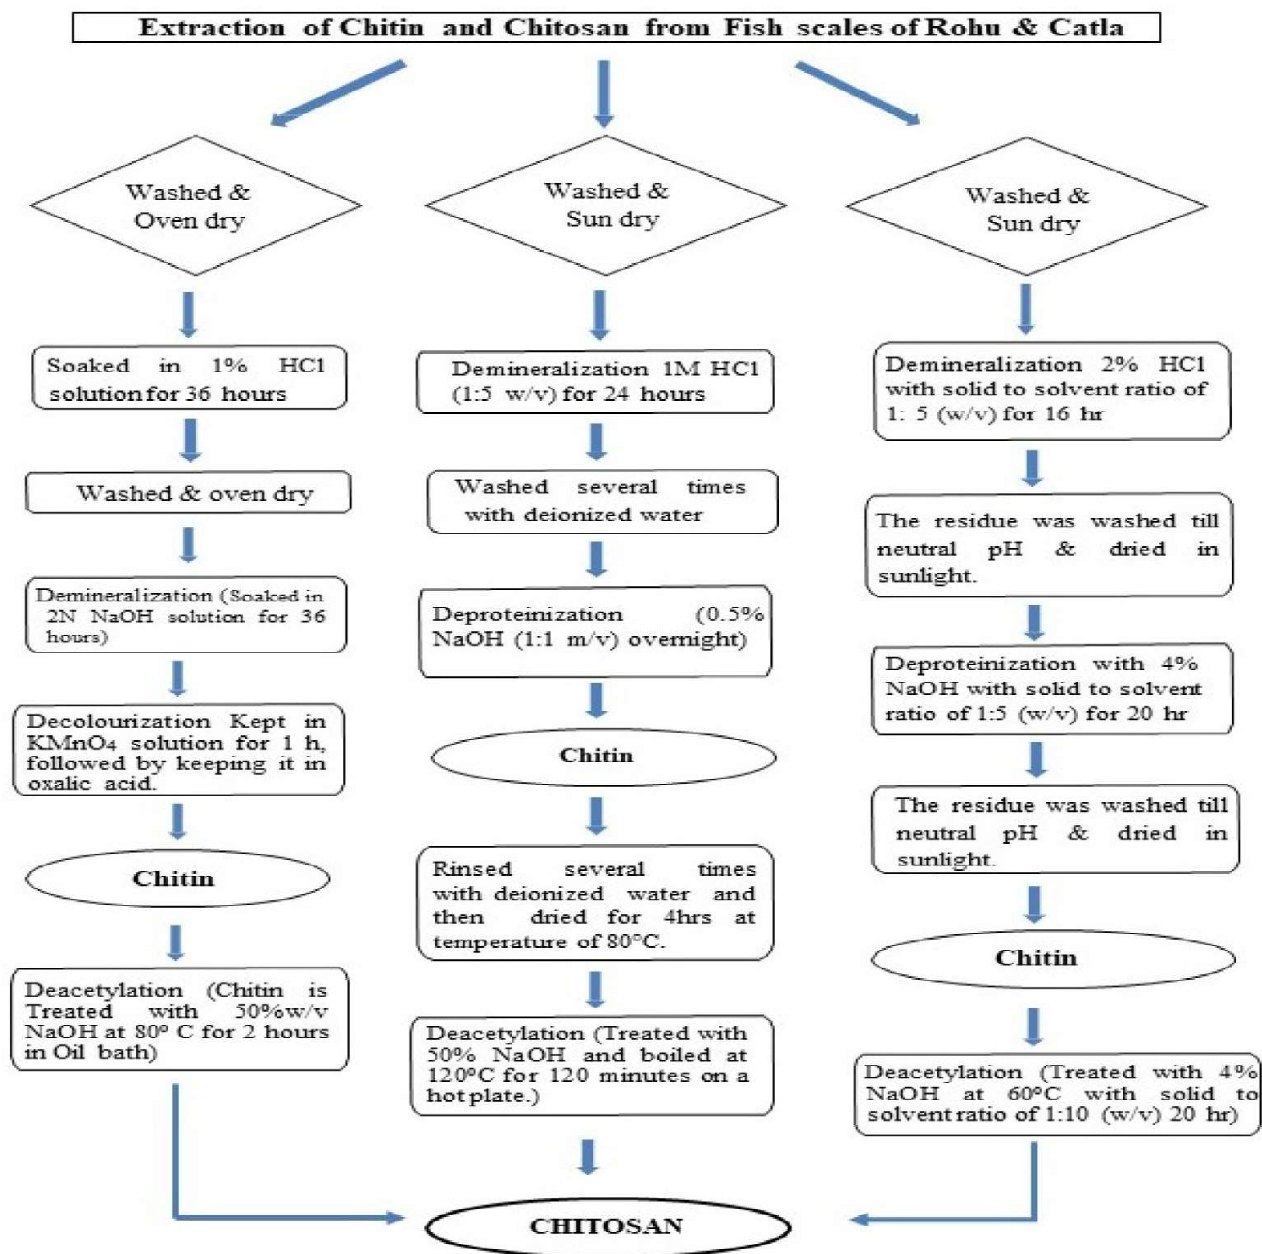 Extraction of Chitin and Chitosan from Fish scales of Rohu & Catla
Washed &
Oven dry
Soaked in 1% HCl
solution for 36 hours
Washed & oven dry
Demineralization (Soaked in
2N NaOH solution for 36
hours)
Decolourization Kept in
KMnO4 solution for 1 h,
followed by keeping it in
oxalic acid.
Chitin
Deacetylation (Chitin is
Treated with 50%w/v
NaOH at 80° C for 2 hours
in Oil bath)
Washed &
Sun dry
Demineralization 1M HCl
(1:5 w/v) for 24 hours
Washed several times
with deionized water
Deproteinization (0.5%
NaOH (1:1 m/v) overnight)
Chitin
Rinsed several times
with deionized water and
then dried for 4hrs at
temperature of 80°C.
Deacetylation (Treated with
50% NaOH and boiled at
120°C for 120 minutes on a
hot plate.)
Washed &
Sun dry
Demineralization 2% HCl
with solid to solvent ratio of
1: 5 (w/v) for 16 hr
The residue was washed till
neutral pH & dried in
sunlight.
Deproteinization with 4%
NaOH with solid to solvent
ratio of 1:5 (w/v) for 20 hr
The residue was washed till
neutral pH & dried in
sunlight.
Chitin
Deacetylation (Treated with 4%
NaOH at 60°C with solid to
solvent ratio of 1:10 (w/v) 20 hr)
CHITOSAN